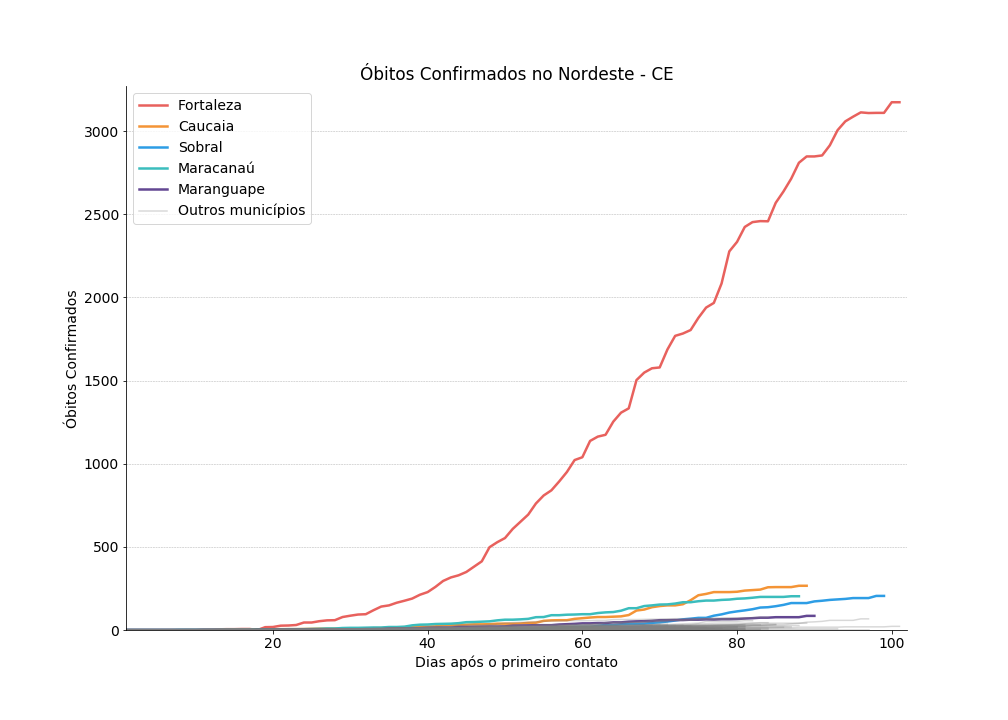 Óbitos Confirmados no Nordeste - CE
Fortaleza
Caucaia
Sobral
Maracanaú
Maranguape
Outros municípios
3000
2500
2000
1500
1000
500
0
Óbitos Confirmados
20
40
60
80
100
Dias após o primeiro contato